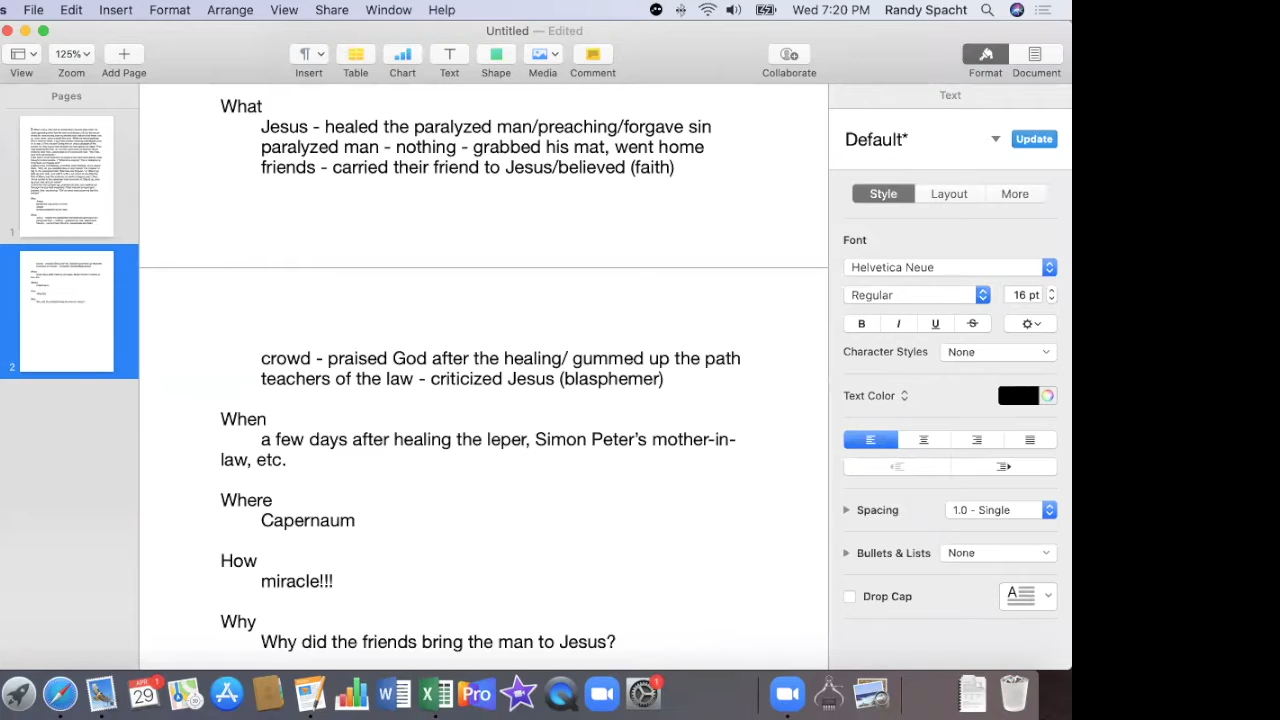 s File Edit Insert Format Arrange View Share Window Help Wed 7:20 PM Randy Spacht
Untitled — Edited
125%
View Zoom Add Page Insert Table Chart Text Shape Media Comment Collaborate Format Document
Pages
Text
What
Jesus - healed the paralyzed man/preaching/forgave sin
paralyzed man - nothing - grabbed his mat, went home
friends - carried their friend to Jesus/believed (faith)
1
crowd - praised God after the healing/ gummed up the path
teachers of the law - criticized Jesus (blasphemer)
2
When
a few days after healing the leper, Simon Peter's mother-in-
law, etc.
Where
Capernaum
How
miracle!!!
Why
Why did the friends bring the man to Jesus?
Default*
Update
Style Layout More
Font
Helvetica Neue
Regular 16 pt
B I U S
Character Styles None
Text Color
Spacing 1.0 - Single
Bullets & Lists None
Drop Cap A
APR 29 1 W X Pro 1